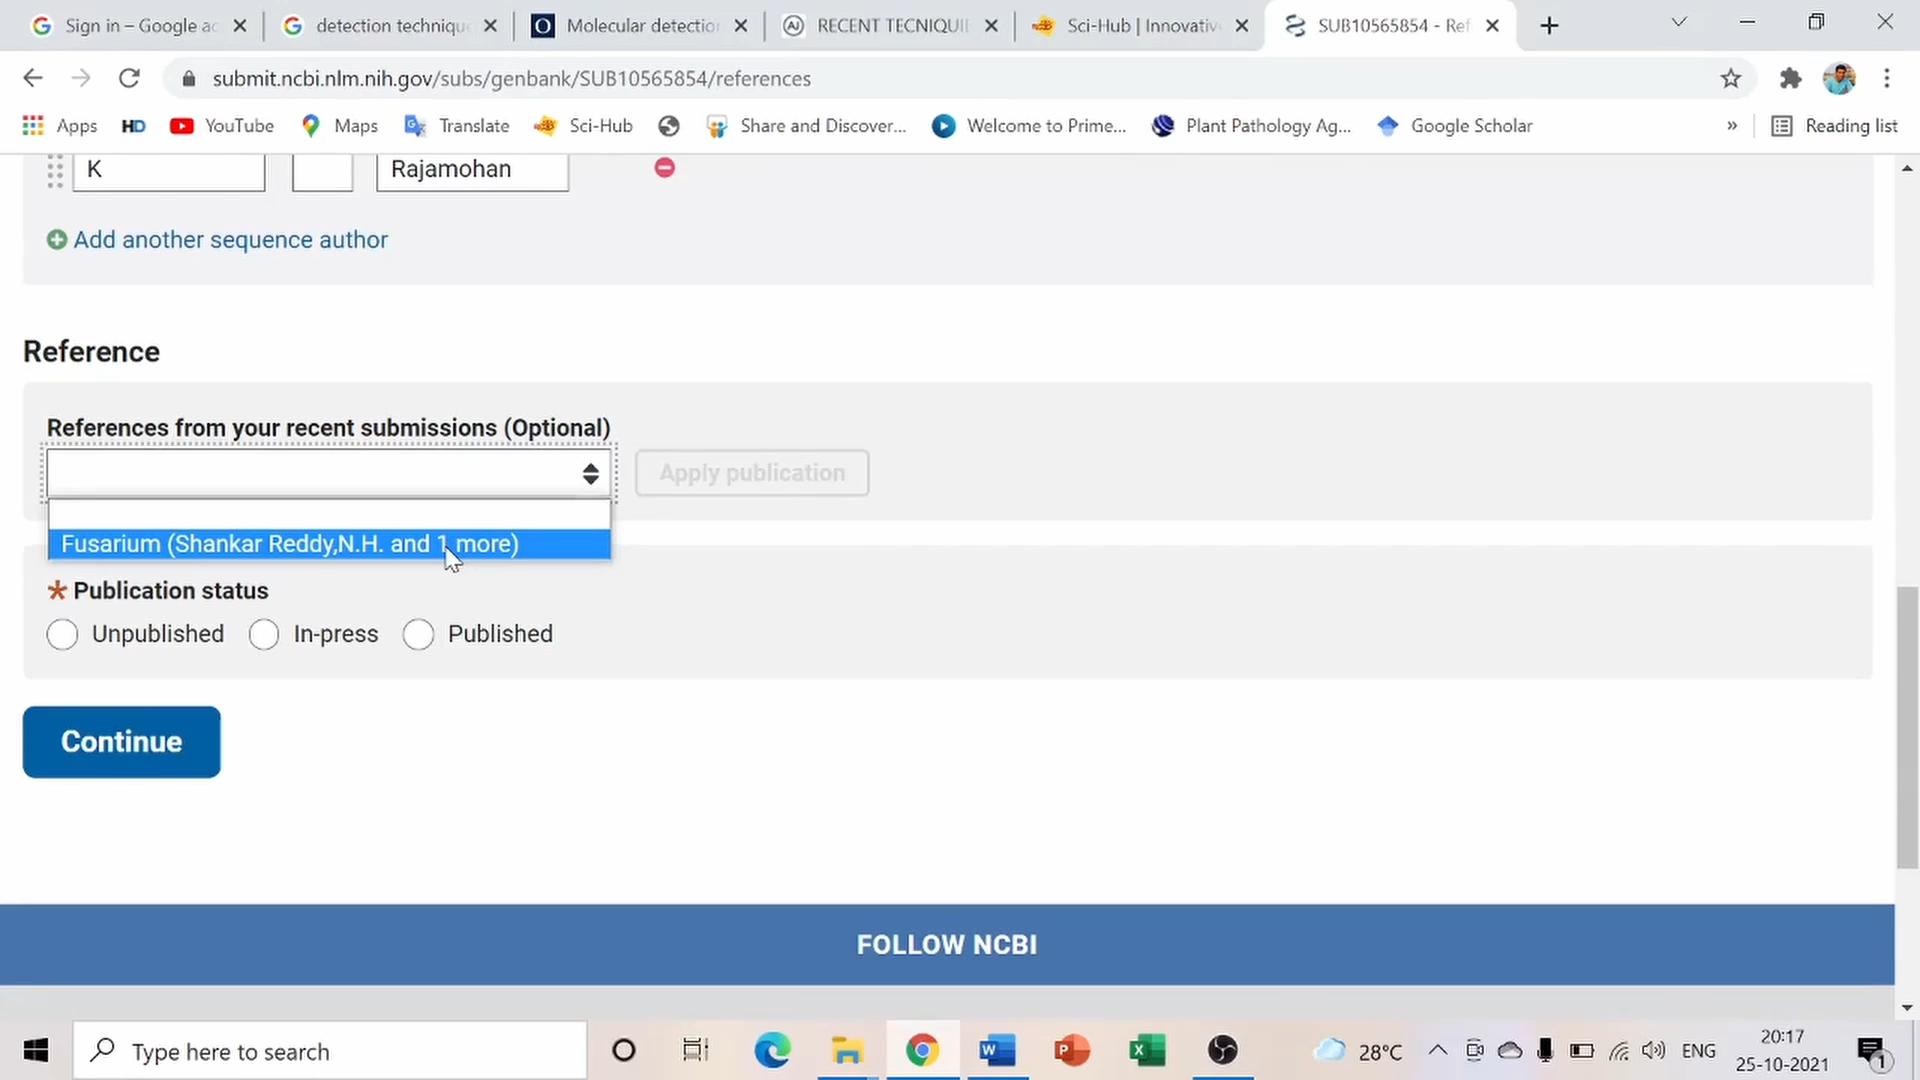 Sign in – Google ac
detection technique
Molecular detection
RECENT TECNIQUE
Sci-Hub | Innovativ
SUB10565854 - Ref
submit.ncbi.nlm.nih.gov/subs/genbank/SUB10565854/references
Apps
HD
YouTube
Maps
Translate
Sci-Hub
Share and Discover...
Welcome to Prime...
Plant Pathology Ag...
Google Scholar
»
Reading list
K
Rajamohan
Add another sequence author
Reference
References from your recent submissions (Optional)
Apply publication
Fusarium (Shankar Reddy,N.H. and 1 more)
* Publication status
Unpublished
In-press
Published
Continue
FOLLOW NCBI
Type here to search
28°C
ENG
20:17
25-10-2021
1